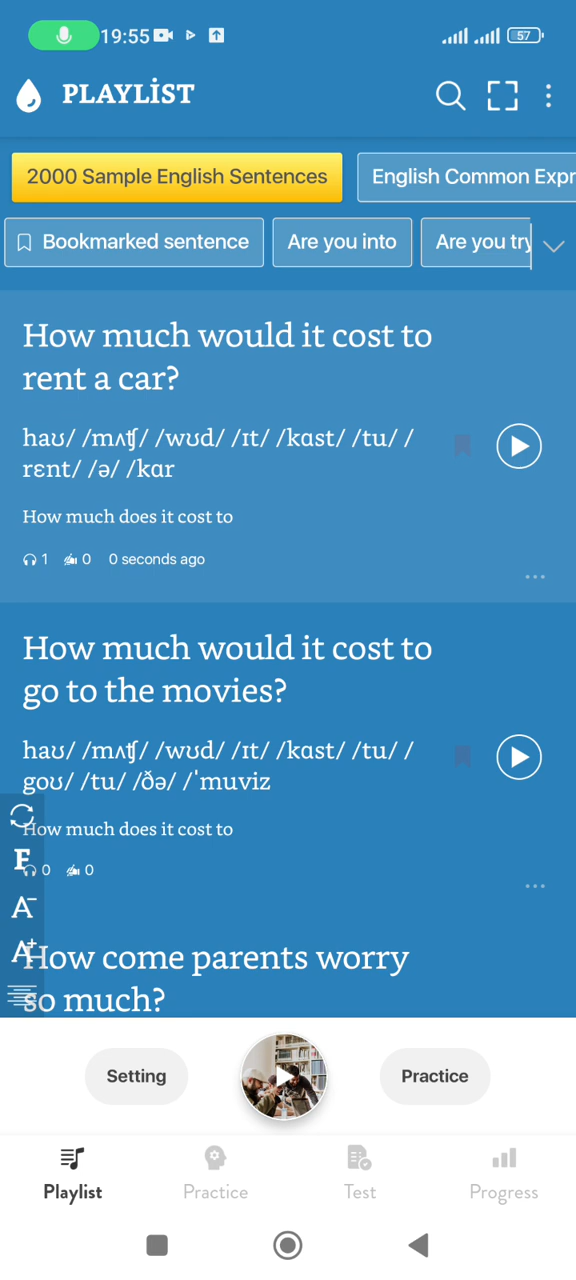 19:55
57
PLAYLİST
2000 Sample English Sentences
English Common Expr
Bookmarked sentence
Are you into
Are you try
How much would it cost to
rent a car?
haʊ/ /mʌʧ/ /wʊd/ /ɪt/ /kɑst/ /tu/ /
rɛnt/ /ə/ /kɑr
How much does it cost to
1 0 0 seconds ago
How much would it cost to
go to the movies?
haʊ/ /mʌʧ/ /wʊd/ /ɪt/ /kɑst/ /tu/ /
goʊ/ /tu/ /ðə/ /ˈmuviz
How much does it cost to
F
0 0
A-
A+
How come parents worry
so much?
Setting
Practice
Playlist
Practice
Test
Progress